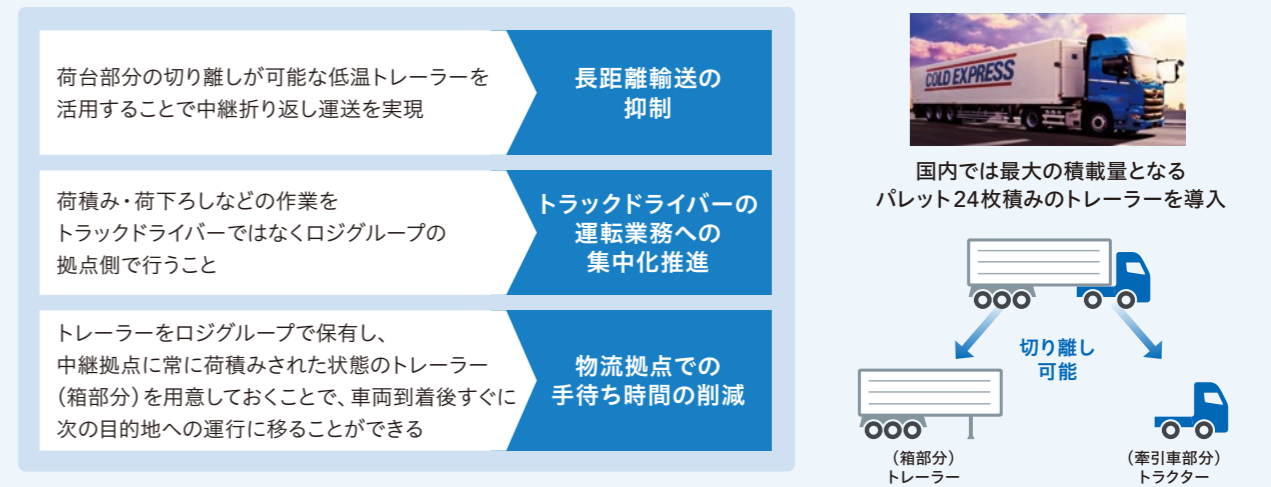 荷台部分の切り離しが可能な低温トレーラーを
活用することで中継折り返し運送を実現
長距離輸送の
抑制
荷積み・荷下ろしなどの作業を
トラックドライバーではなくロジグループの
拠点側で行うこと
トラックドライバーの
運転業務への
集中化推進
トレーラーをロジグループで保有し、
中継拠点に常に荷積みされた状態のトレーラー
（箱部分）を用意しておくことで、車両到着後すぐに
次の目的地への運行に移ることができる
物流拠点での
手待ち時間の削減
COLD EXPRESS
国内では最大の積載量となる
パレット24枚積みのトレーラーを導入
切り離し
可能
（箱部分）
トレーラー
（牽引車部分）
トラクター